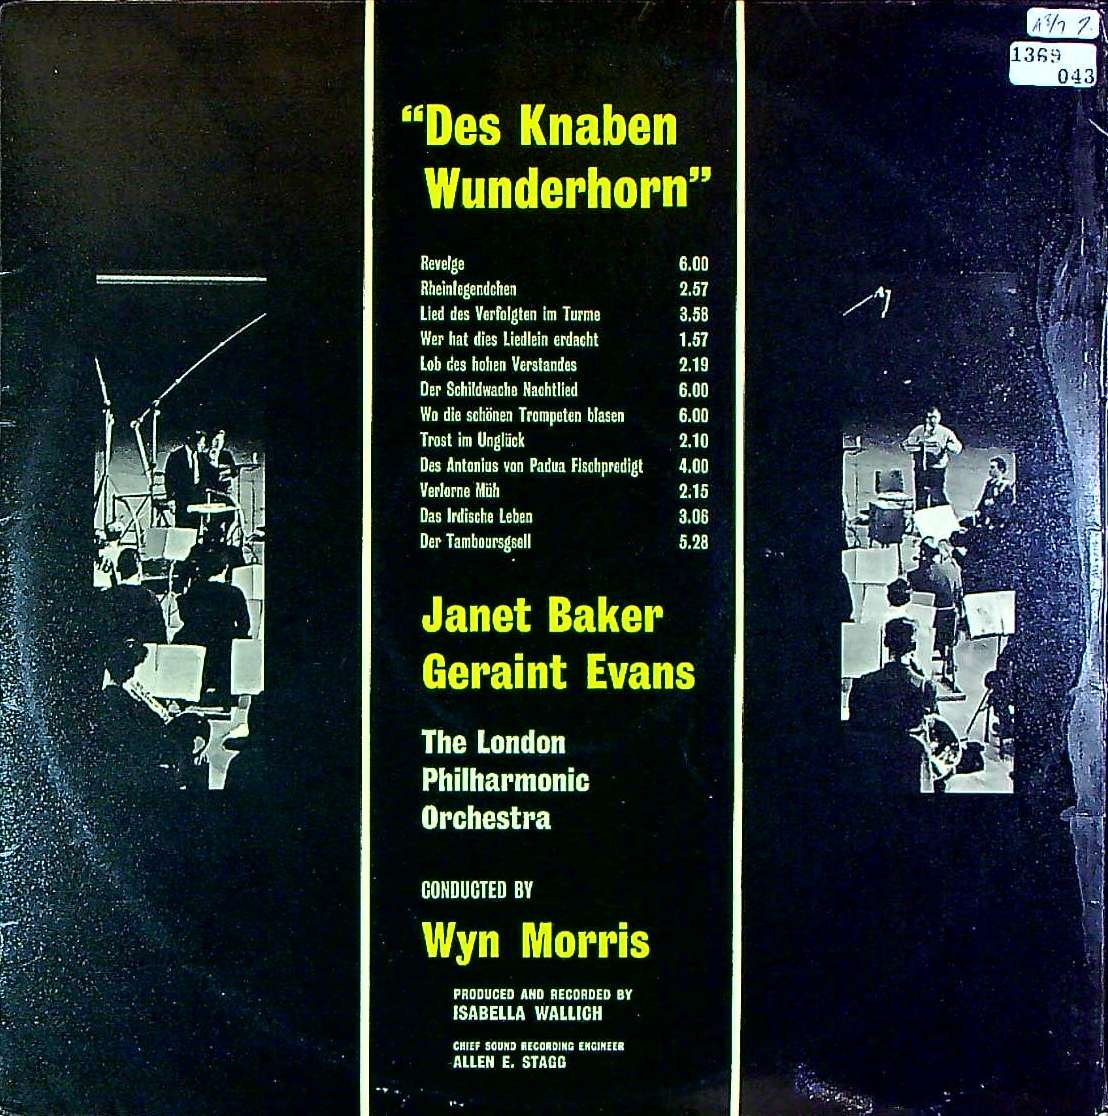 1369
043
“Des Knaben
Wunderhorn”
Revelge 6.00
Rheinlegendchen 2.57
Lied des Verfolgten im Turme 3.58
Wer hat dies Liedlein erdacht 1.57
Lob des hohen Verstandes 2.19
Der Schildwache Nachtlied 6.00
Wo die schönen Trompeten blasen 6.00
Trost im Unglück 2.10
Des Antonius von Padua Fischpredigt 4.00
Verlorne Müh 2.15
Das Irdische Leben 3.06
Der Tamboursgsell 5.28
Janet Baker
Geraint Evans
The London
Philharmonic
Orchestra
CONDUCTED BY
Wyn Morris
PRODUCED AND RECORDED BY
ISABELLA WALLICH
CHIEF SOUND RECORDING ENGINEER
ALLEN E. STAGG